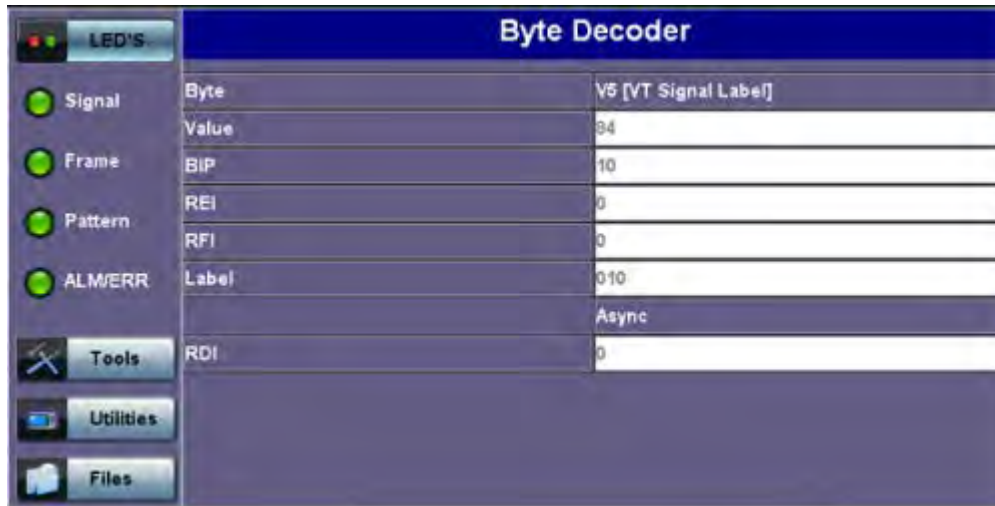 LED'S
Byte Decoder
Signal
Frame
Pattern
ALM/ERR
Tools
Utilities
Files
Byte V5 [VT Signal Label]
Value 84
BIP 10
REI 0
RFI 0
Label 010
Async
RDI 0